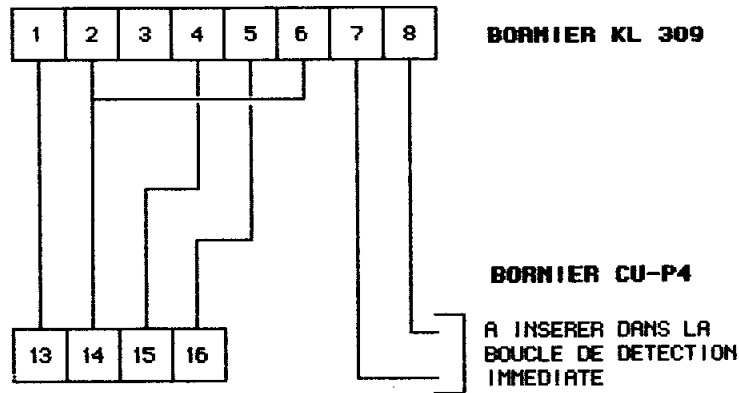 1 2 3 4 5 6 7 8
BORNIER KL 309
BORNIER CU-P4
A INSERER DANS LA
BOUCLE DE DETECTION
IMMEDIATE
13 14 15 16